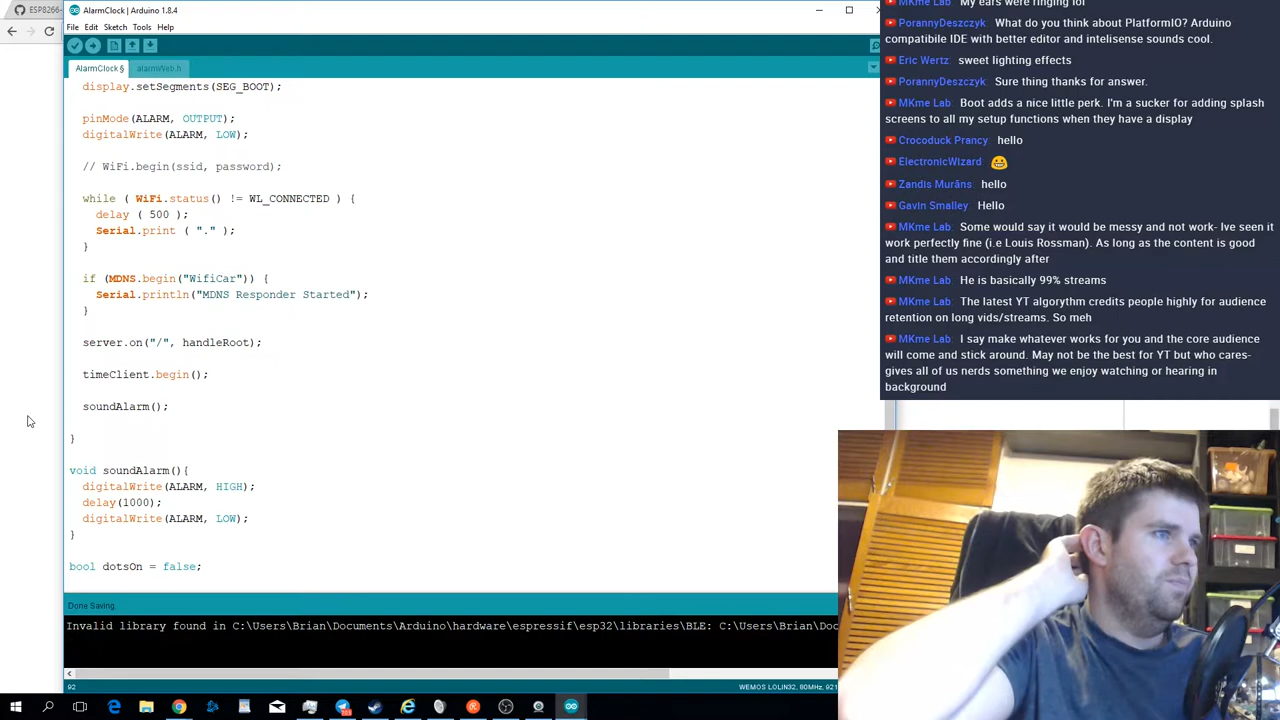 ESP8266-
AlarmClock | Arduino 1.8.4
File Edit Sketch Tools Help
AlarmClock § alarmWeb.h
display.setSegments(SEG_BOOT);
pinMode(ALARM, OUTPUT);
digitalWrite(ALARM, LOW);
// WiFi.begin(ssid, password);
while ( WiFi.status() != WL_CONNECTED ) {
delay ( 500 );
Serial.print ( "." );
}
if (MDNS.begin("WifiCar")) {
Serial.println("MDNS Responder Started");
}
server.on("/", handleRoot);
timeClient.begin();
soundAlarm();
}
void soundAlarm(){
digitalWrite(ALARM, HIGH);
delay(1000);
digitalWrite(ALARM, LOW);
}
bool dotsOn = false;
Done Saving.
Invalid library found in C:\Users\Brian\Documents\Arduino\hardware\espressif\esp32\libraries\BLE: C:\Users\Brian\Doc
92
WEMOS LOLIN32, 80MHz, 921
MKme Lab: My ears were ringing lol
PorannyDeszczyk: What do you think about PlatformIO? Arduino
compatibile IDE with better editor and intelisense sounds cool.
Eric Wertz: sweet lighting effects
PorannyDeszczyk: Sure thing thanks for answer.
MKme Lab: Boot adds a nice little perk. I'm a sucker for adding splash
screens to all my setup functions when they have a display
Crocoduck Prancy: hello
ElectronicWIzard: 😀
Zandis Murāns: hello
Gavin Smalley: Hello
MKme Lab: Some would say it would be messy and not work- Ive seen it
work perfectly fine (i.e Louis Rossman). As long as the content is good
and title them accordingly after
MKme Lab: He is basically 99% streams
MKme Lab: The latest YT algorythm credits people highly for audience
retention on long vids/streams. So meh
MKme Lab: I say make whatever works for you and the core audience
will come and stick around. May not be the best for YT but who cares-
gives all of us nerds something we enjoy watching or hearing in
background